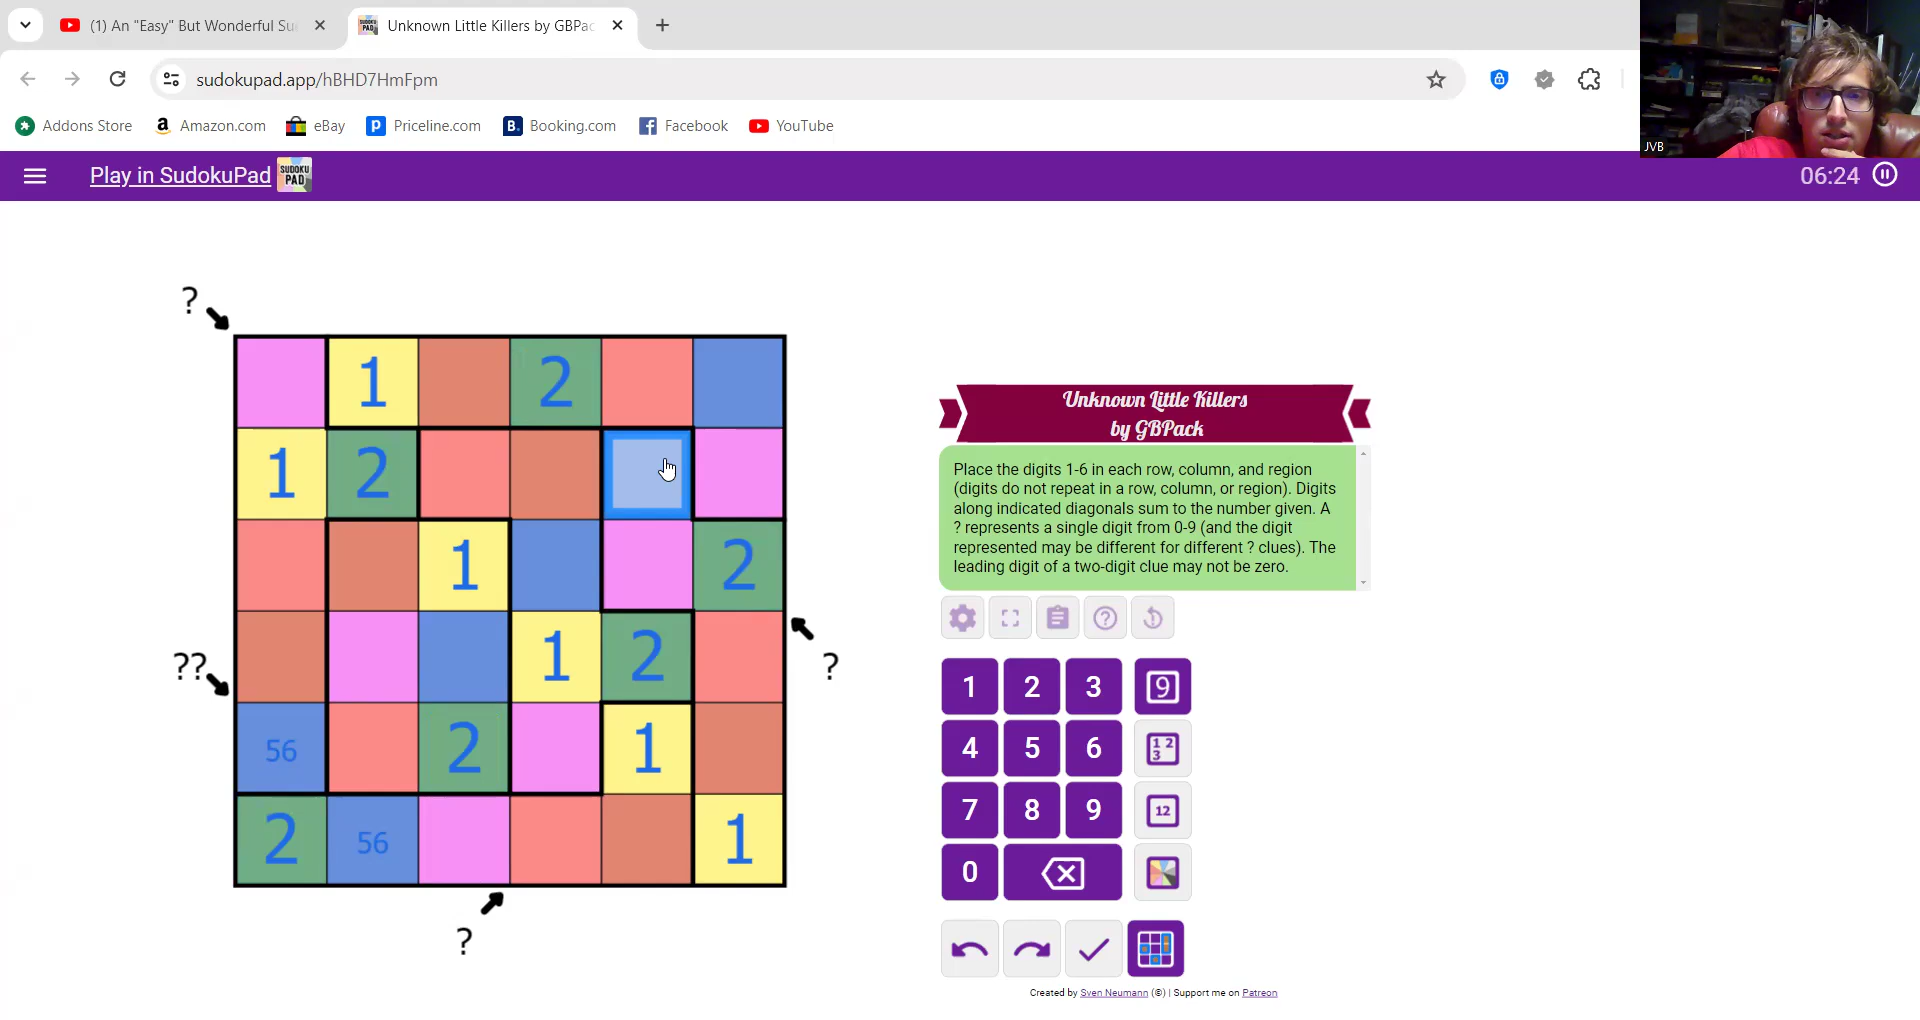 (1) An "Easy" But Wonderful Su
Unknown Little Killers by GBPac
sudokupad.app/hBHD7HmFpm
Addons Store
Amazon.com
eBay
Priceline.com
Booking.com
Facebook
YouTube
JVB
Play in SudokuPad
SUDOKU PAD
06:24
?
1 2
1 2
1 2
?
??
1 2
56 2 1
2 56 1
?
Unknown Little Killers
by GBPack
Place the digits 1-6 in each row, column, and region
(digits do not repeat in a row, column, or region). Digits
along indicated diagonals sum to the number given. A
? represents a single digit from 0-9 (and the digit
represented may be different for different ? clues). The
leading digit of a two-digit clue may not be zero.
1 2 3 9
4 5 6 1 2 3
7 8 9 12
0
Created by Sven Neumann (©) | Support me on Patreon